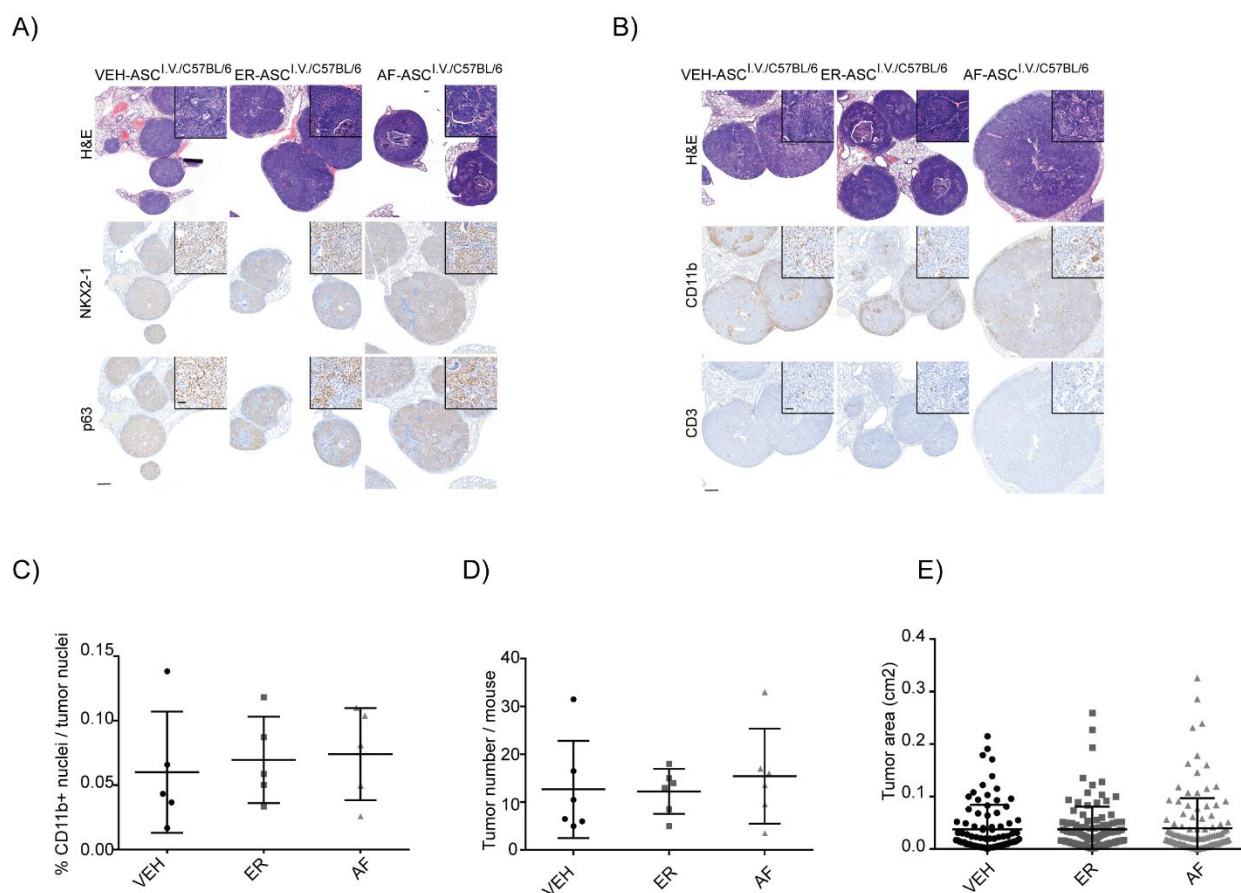 A)
VEH-ASC^I.V./C57BL/6 ER-ASC^I.V./C57BL/6 AF-ASC^I.V./C57BL/6
H&E
NKX2-1
p63
B)
VEH-ASC^I.V./C57BL/6 ER-ASC^I.V./C57BL/6 AF-ASC^I.V./C57BL/6
H&E
CD11b
CD3
C)
% CD11b+ nuclei / tumor nuclei
0.15
0.10
0.05
0.00
VEH ER AF
D)
Tumor number / mouse
40
30
20
10
0
VEH ER AF
E)
Tumor area (cm2)
0.4
0.3
0.2
0.1
0.0
VEH ER AF